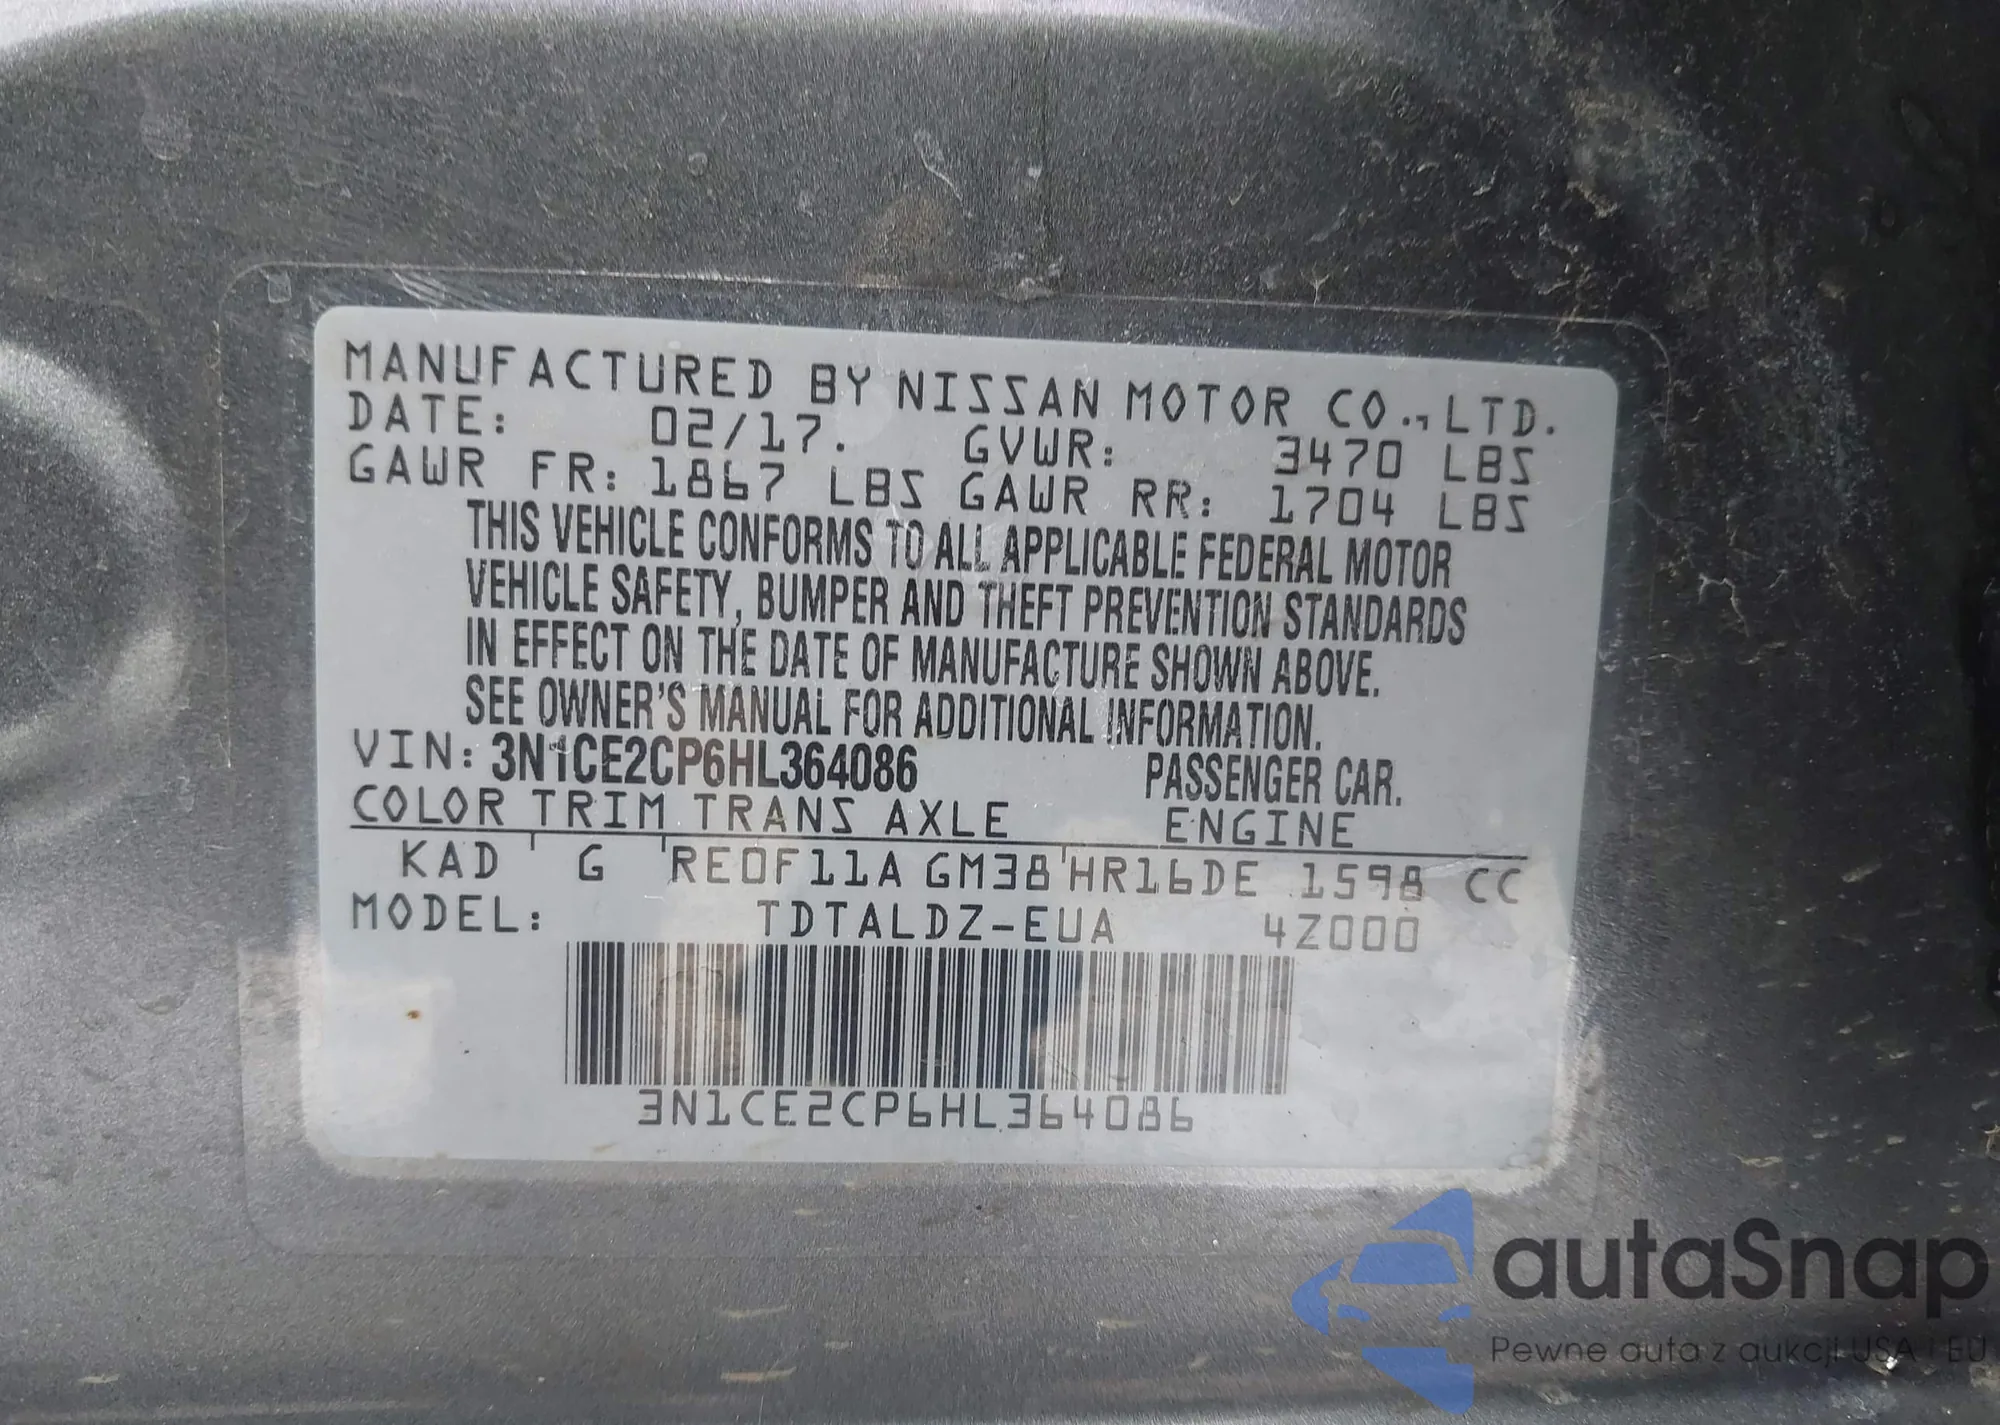 MANUFACTURED BY NISSAN MOTOR CO., LTD.
DATE: 02/17. GVWR: 3470 LBS
GAWR FR: 1867 LBS GAWR RR: 1704 LBS
THIS VEHICLE CONFORMS TO ALL APPLICABLE FEDERAL MOTOR
VEHICLE SAFETY, BUMPER AND THEFT PREVENTION STANDARDS
IN EFFECT ON THE DATE OF MANUFACTURE SHOWN ABOVE.
SEE OWNER'S MANUAL FOR ADDITIONAL INFORMATION.
VIN: 3N1CE2CP6HL364086 PASSENGER CAR.
COLOR TRIM TRANS AXLE ENGINE
KAD ' G 'RE0F11A GM38'HR16DE 1598 CC
MODEL: TDTALDZ-EUA 4Z000
3N1CE2CP6HL364086
autaSnap
Pewne auta z aukcji USA i EU